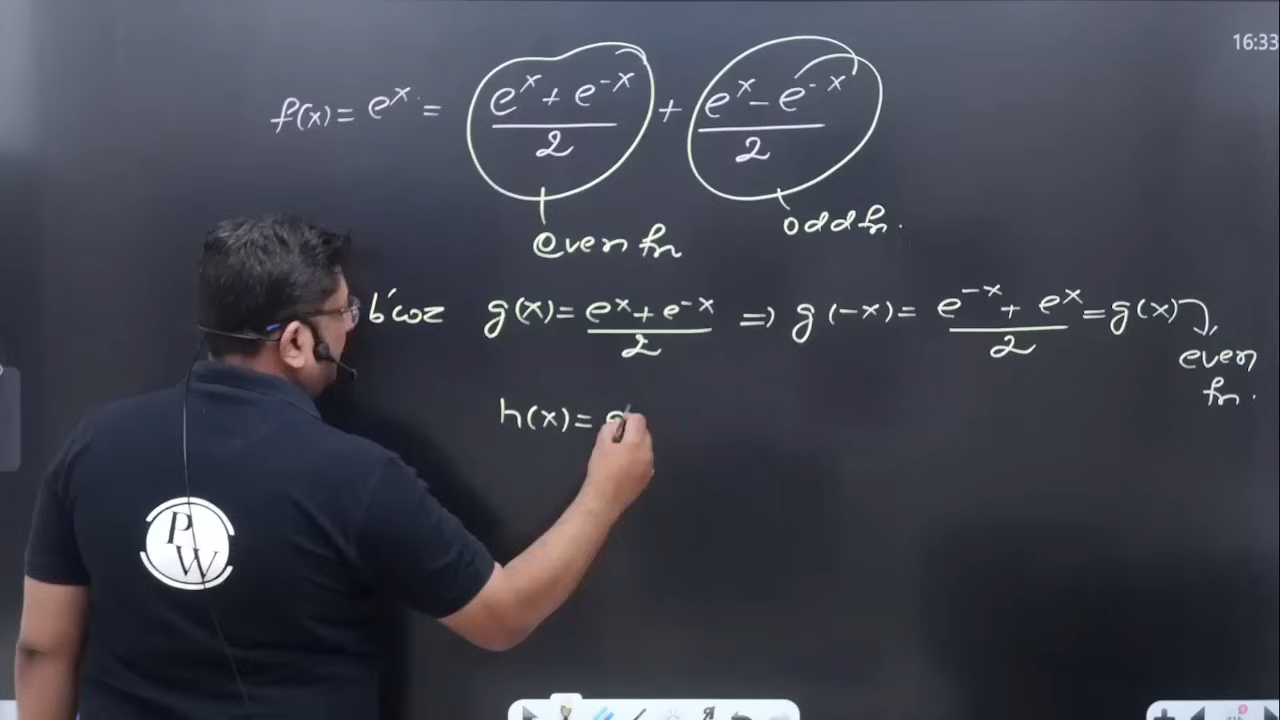 16:33
f(x) = e^x = (e^x + e^-x)/2 + (e^x - e^-x)/2
even fn
odd fn.
b'coz g(x) = (e^x + e^-x)/2 ⇒ g(-x) = (e^-x + e^x)/2 = g(x)
even
fn.
h(x) = e
PW